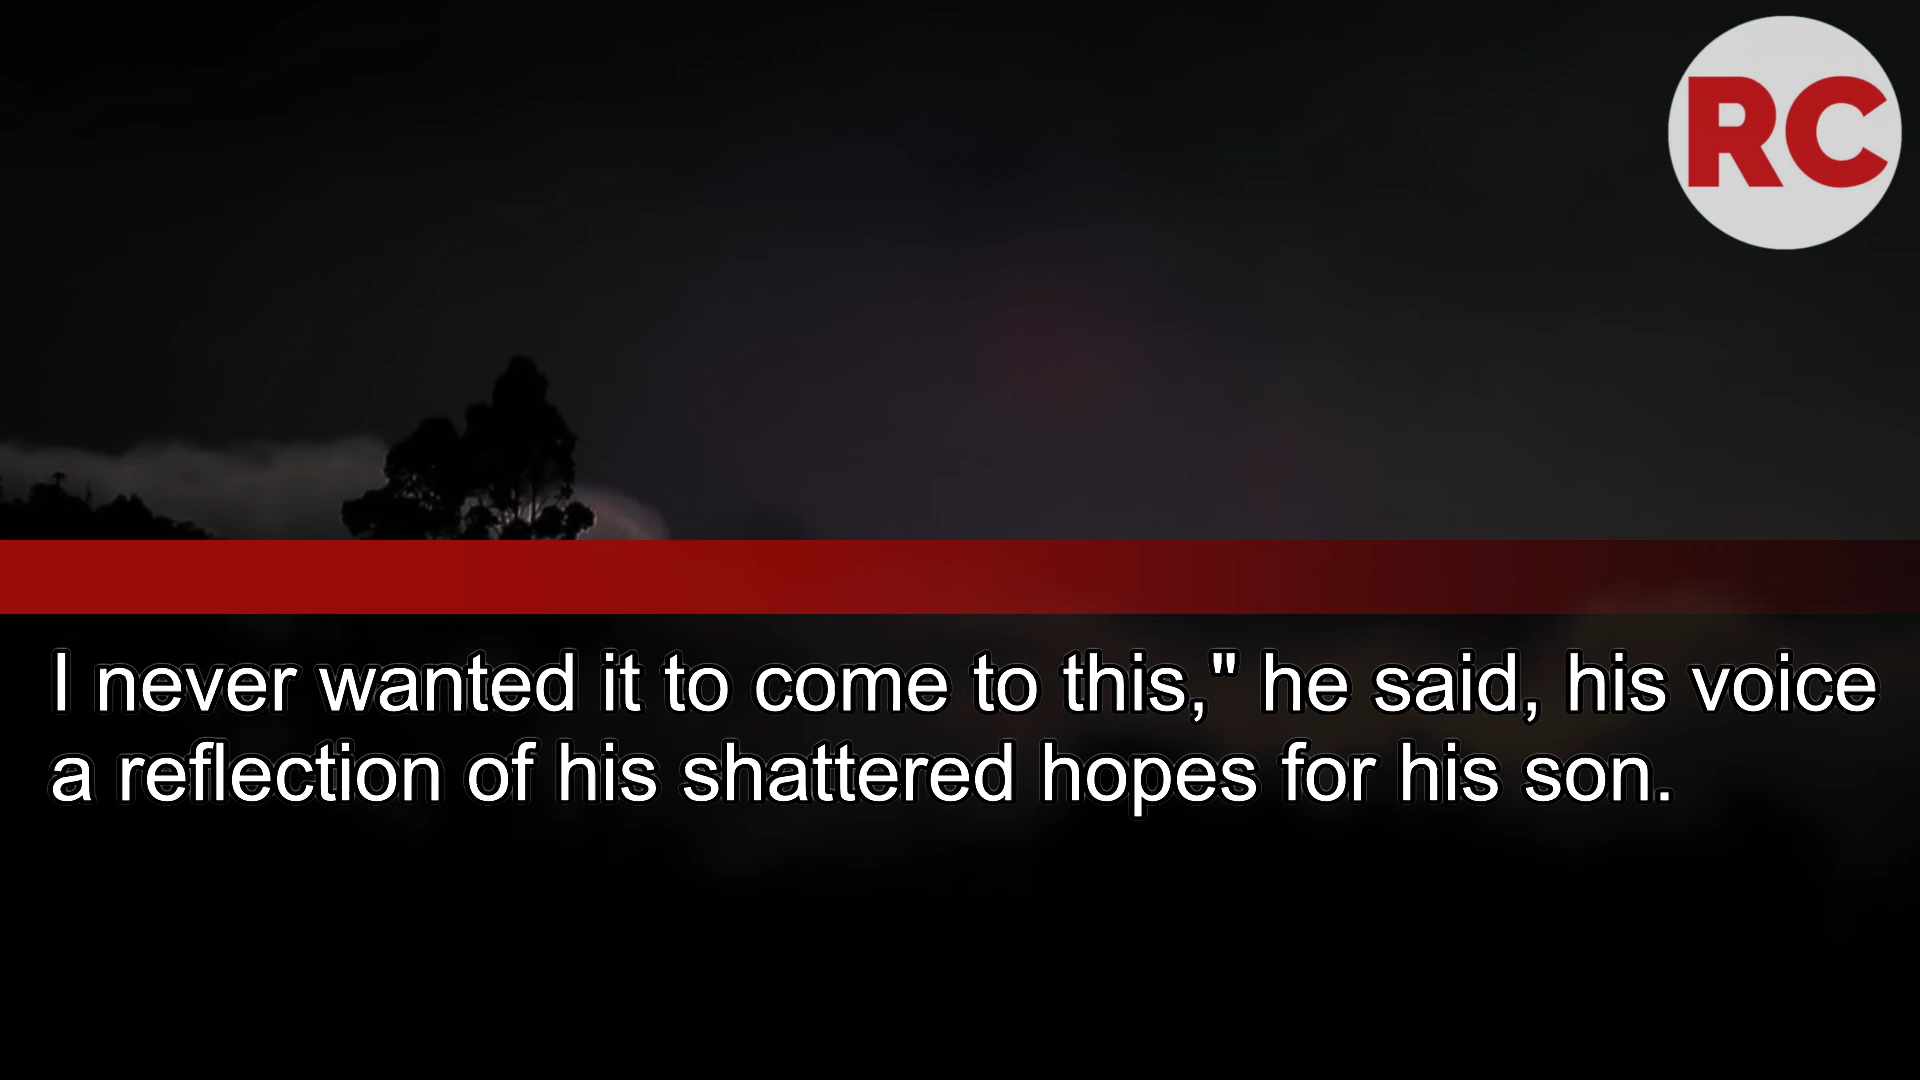 RC
I never wanted it to come to this," he said, his voice
a reflection of his shattered hopes for his son.